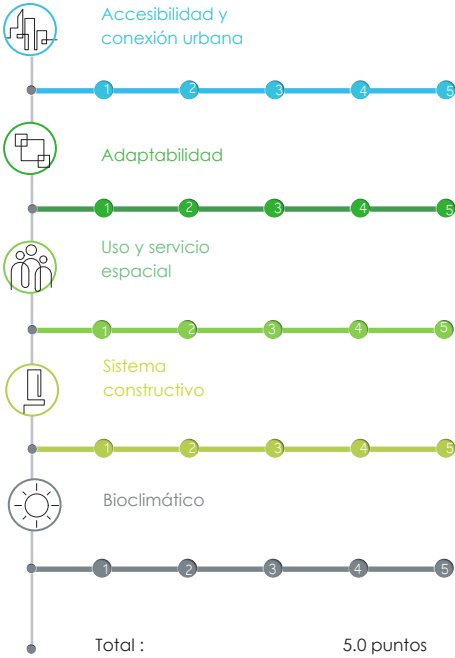 Accesibilidad y
conexión urbana
1 2 3 4 5
Adaptabilidad
1 2 3 4 5
Uso y servicio
espacial
1 2 3 4 5
Sistema
constructivo
1 2 3 4 5
Bioclimático
1 2 3 4 5
Total : 5.0 puntos